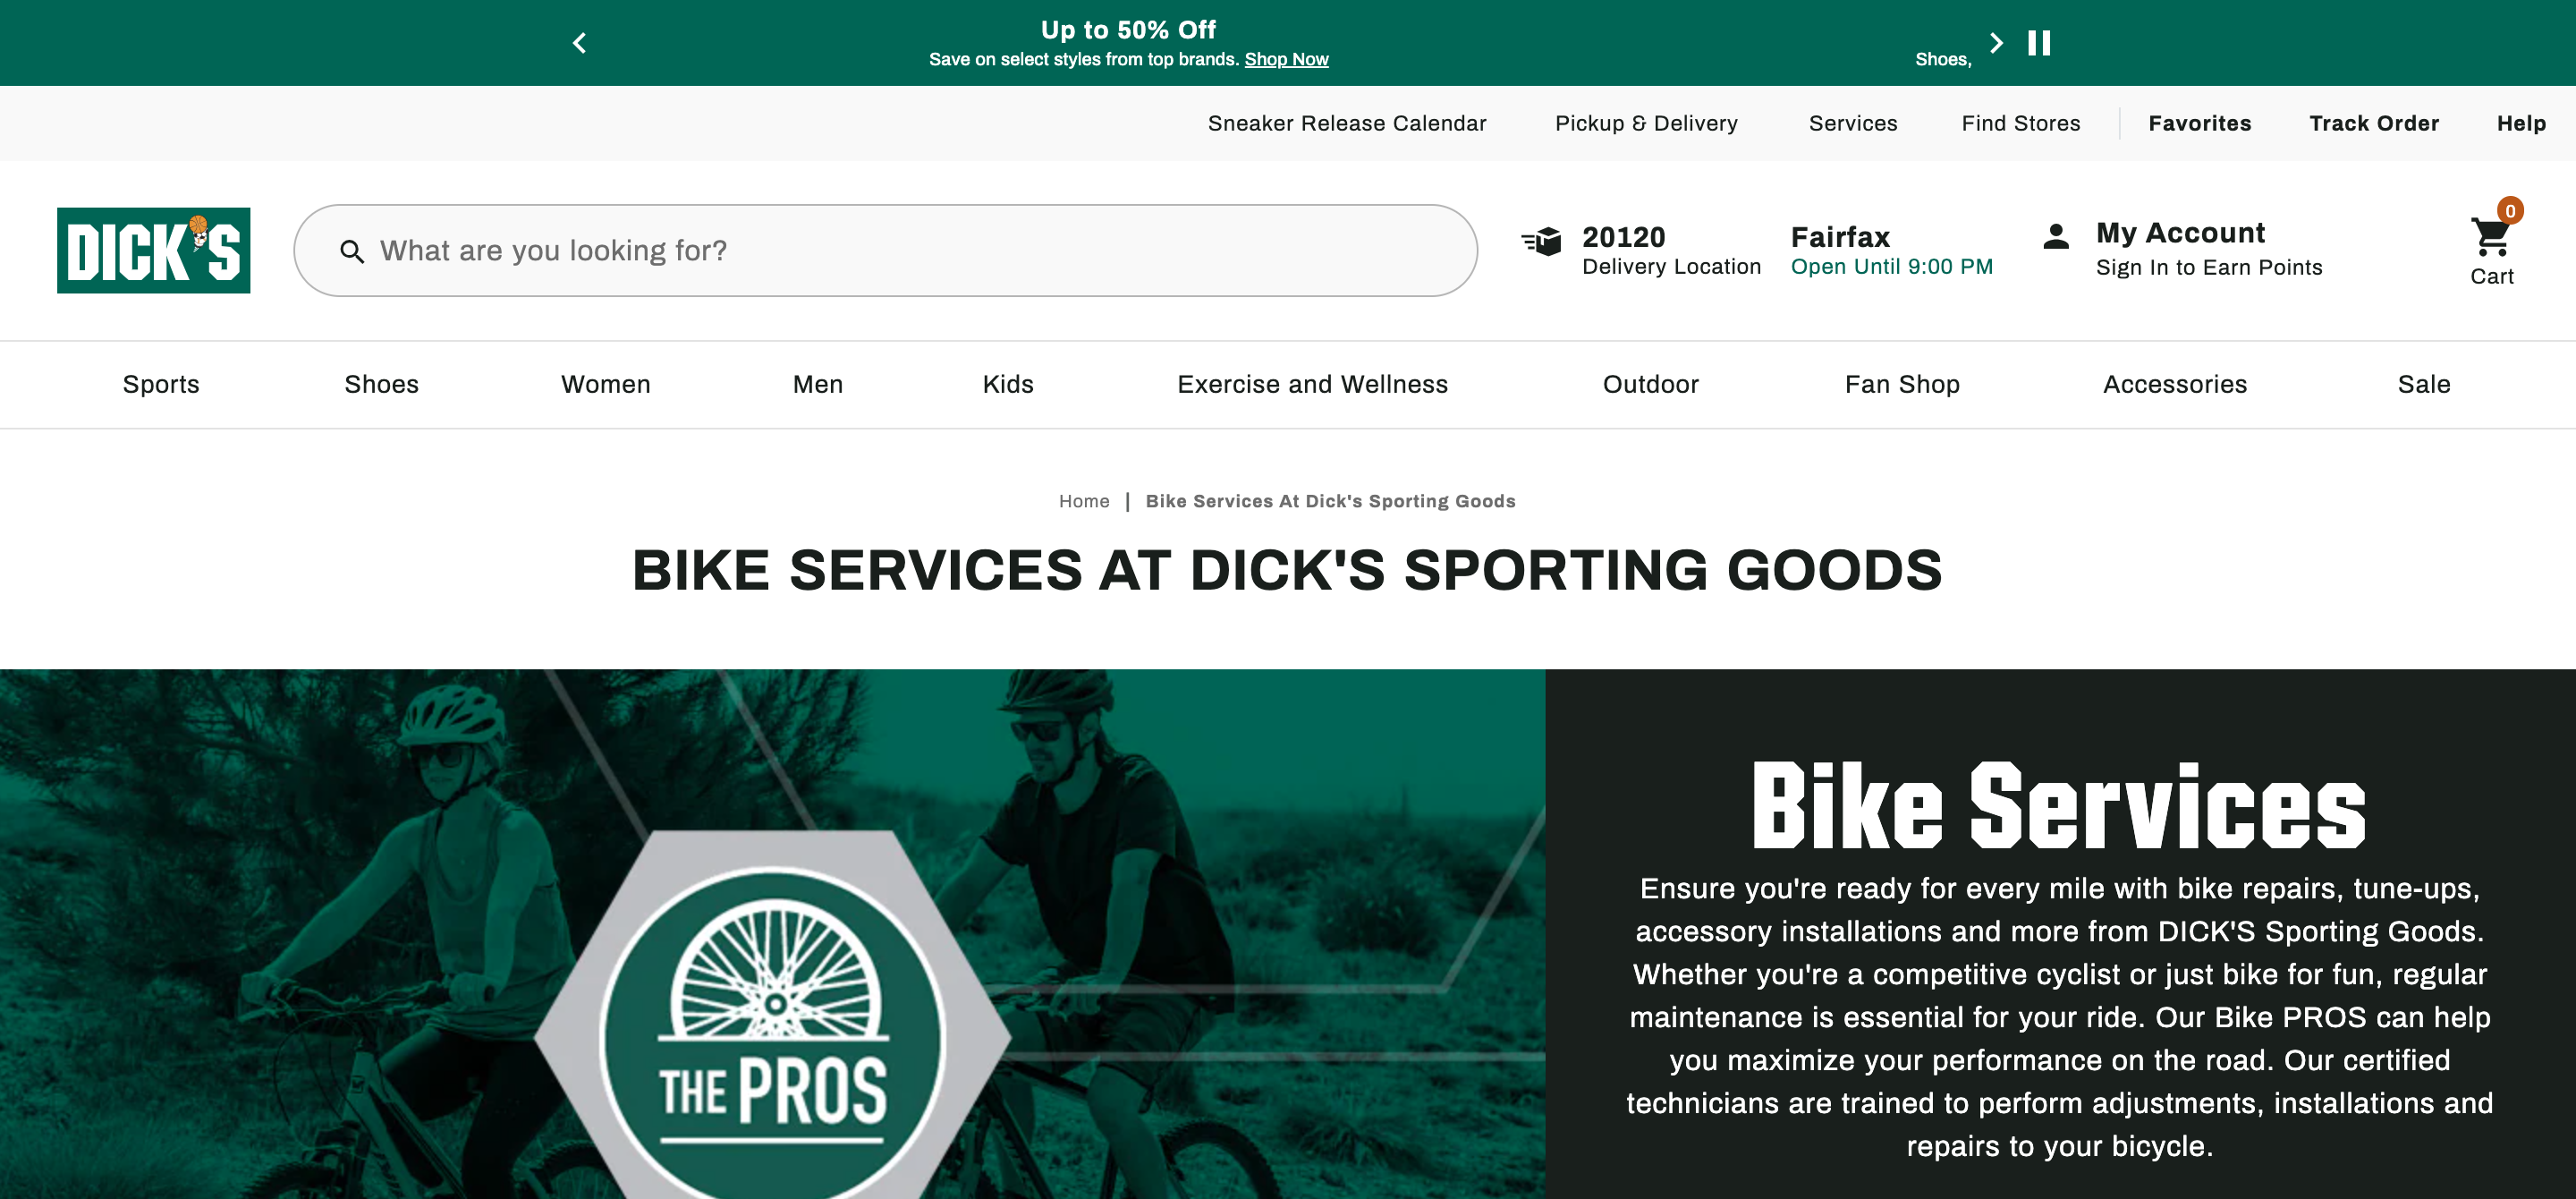 Up to 50% Off
Save on select styles from top brands. Shop Now
Shoes,
Sneaker Release Calendar
Pickup & Delivery
Services
Find Stores
Favorites
Track Order
Help
DICK'S
What are you looking for?
20120
Delivery Location
Fairfax
Open Until 9:00 PM
My Account
Sign In to Earn Points
0
Cart
Sports
Shoes
Women
Men
Kids
Exercise and Wellness
Outdoor
Fan Shop
Accessories
Sale
Home | Bike Services At Dick's Sporting Goods
BIKE SERVICES AT DICK'S SPORTING GOODS
THE PROS
Bike Services
Ensure you're ready for every mile with bike repairs, tune-ups,
accessory installations and more from DICK'S Sporting Goods.
Whether you're a competitive cyclist or just bike for fun, regular
maintenance is essential for your ride. Our Bike PROS can help
you maximize your performance on the road. Our certified
technicians are trained to perform adjustments, installations and
repairs to your bicycle.